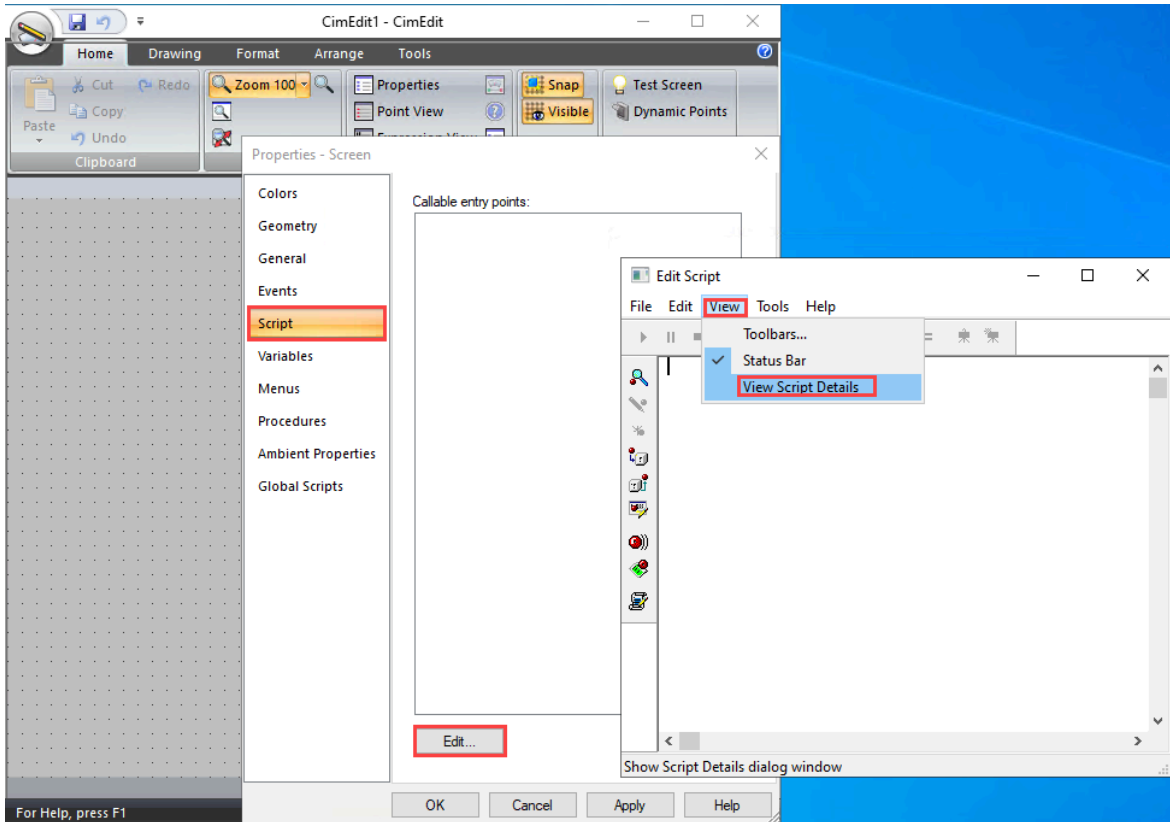 CimEdit1 - CimEdit
Home Drawing Format Arrange Tools
Cut Redo Zoom 100 Properties Snap Test Screen
Paste Copy Point View Visible Dynamic Points
Undo
Clipboard
Properties - Screen
Colors
Geometry
General
Events
Script
Variables
Menus
Procedures
Ambient Properties
Global Scripts
Callable entry points:
Edit...
OK Cancel Apply Help
Edit Script
File Edit View Tools Help
Toolbars...
Status Bar
View Script Details
Show Script Details dialog window
For Help, press F1